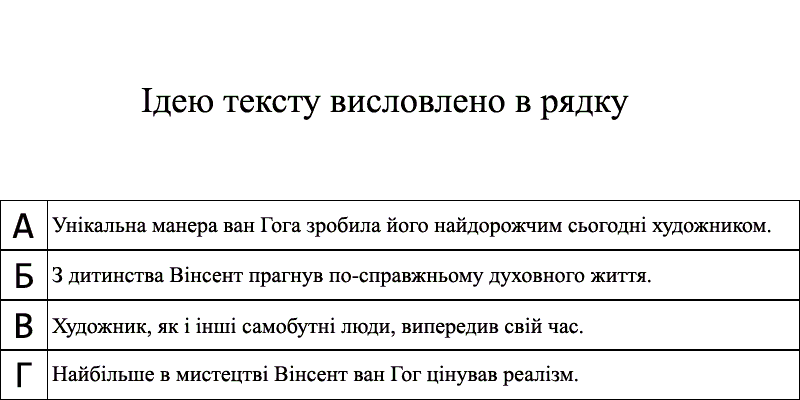 Ідею тексту висловлено в рядку
А Унікальна манера ван Гога зробила його найдорожчим сьогодні художником.
Б З дитинства Вінсент прагнув по-справжньому духовного життя.
В Художник, як і інші самобутні люди, випередив свій час.
Г Найбільше в мистецтві Вінсент ван Гог цінував реалізм.